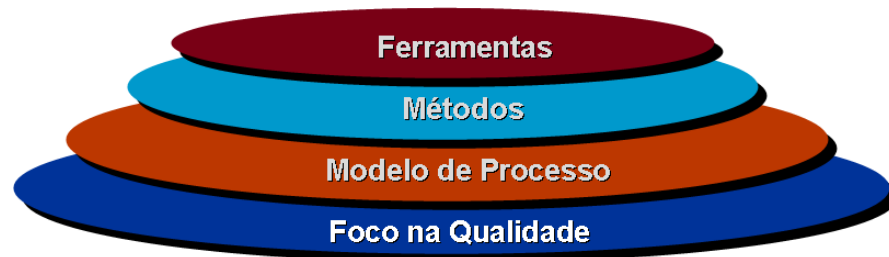 Ferramentas
Métodos
Modelo de Processo
Foco na Qualidade